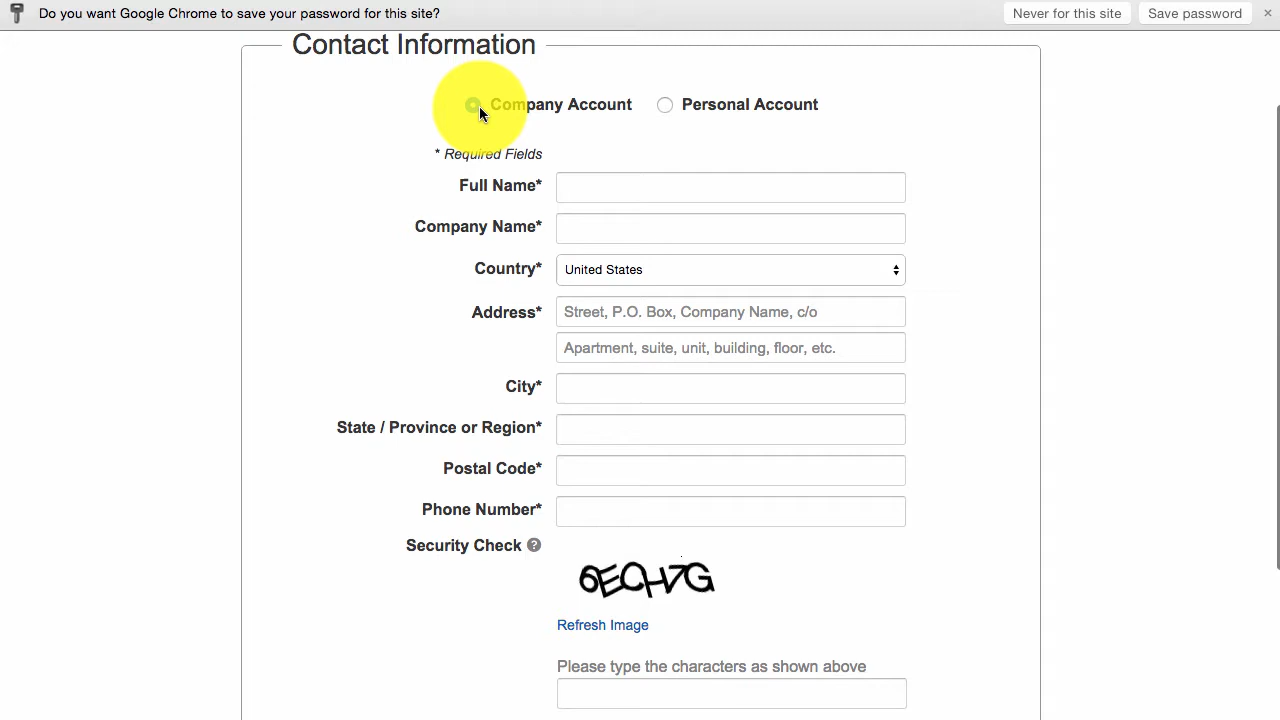 Do you want Google Chrome to save your password for this site? Never for this site Save password ×
Contact Information
Company Account Personal Account
* Required Fields
Full Name*
Company Name*
Country* United States
Address* Street, P.O. Box, Company Name, c/o
Apartment, suite, unit, building, floor, etc.
City*
State / Province or Region*
Postal Code*
Phone Number*
Security Check ?
6ECH7G
Refresh Image
Please type the characters as shown above